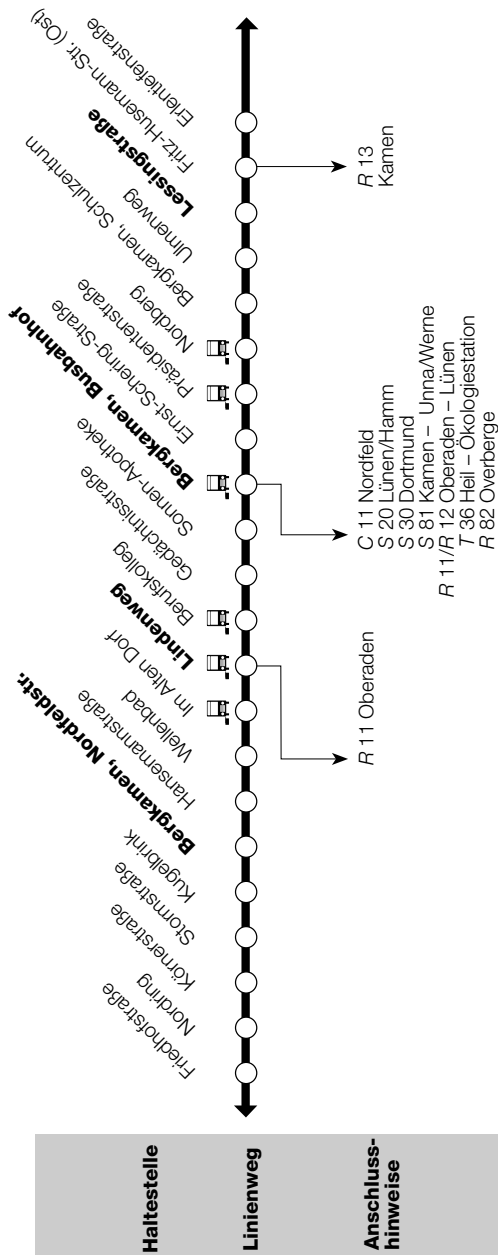 Haltestelle
Friedhofstraße
Nordring
Körnerstraße
Stormstraße
Kugelbrink
Bergkamen, Nordfeldstr.
Hansemannstraße
Wellenbad
Im Alten Dorf
Lindenweg
Berufskolleg
Gedächtnisstraße
Sonnen-Apotheke
Bergkamen, Busbahnhof
Ernst-Schering-Straße
Präsidentenstraße
Nordberg
Bergkamen, Schulzentrum
Ulmenweg
Lessingstraße
Fritz-Husemann-Str. (Ost)
Erlentiefenstraße
Linienweg
Anschluss-
hinweise
R 11 Oberaden
C 11 Nordfeld
S 20 Lünen/Hamm
S 30 Dortmund
S 81 Kamen – Unna/Werne
R 11/R 12 Oberaden – Lünen
T 36 Heil – Ökologiestation
R 82 Overberge
R 13
Kamen